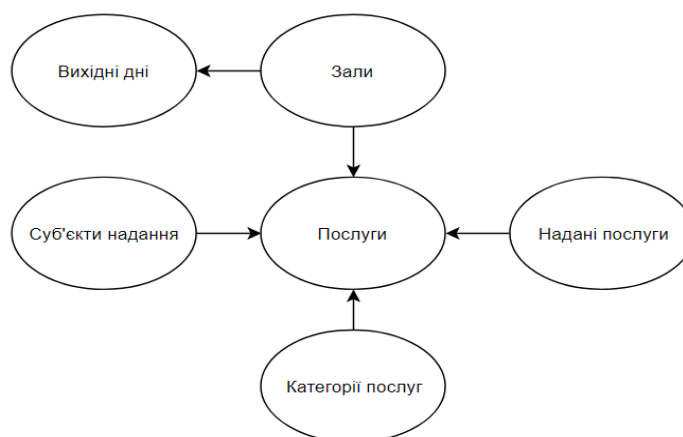 Вихідні дні
Зали
Суб'єкти надання
Послуги
Надані послуги
Категорії послуг